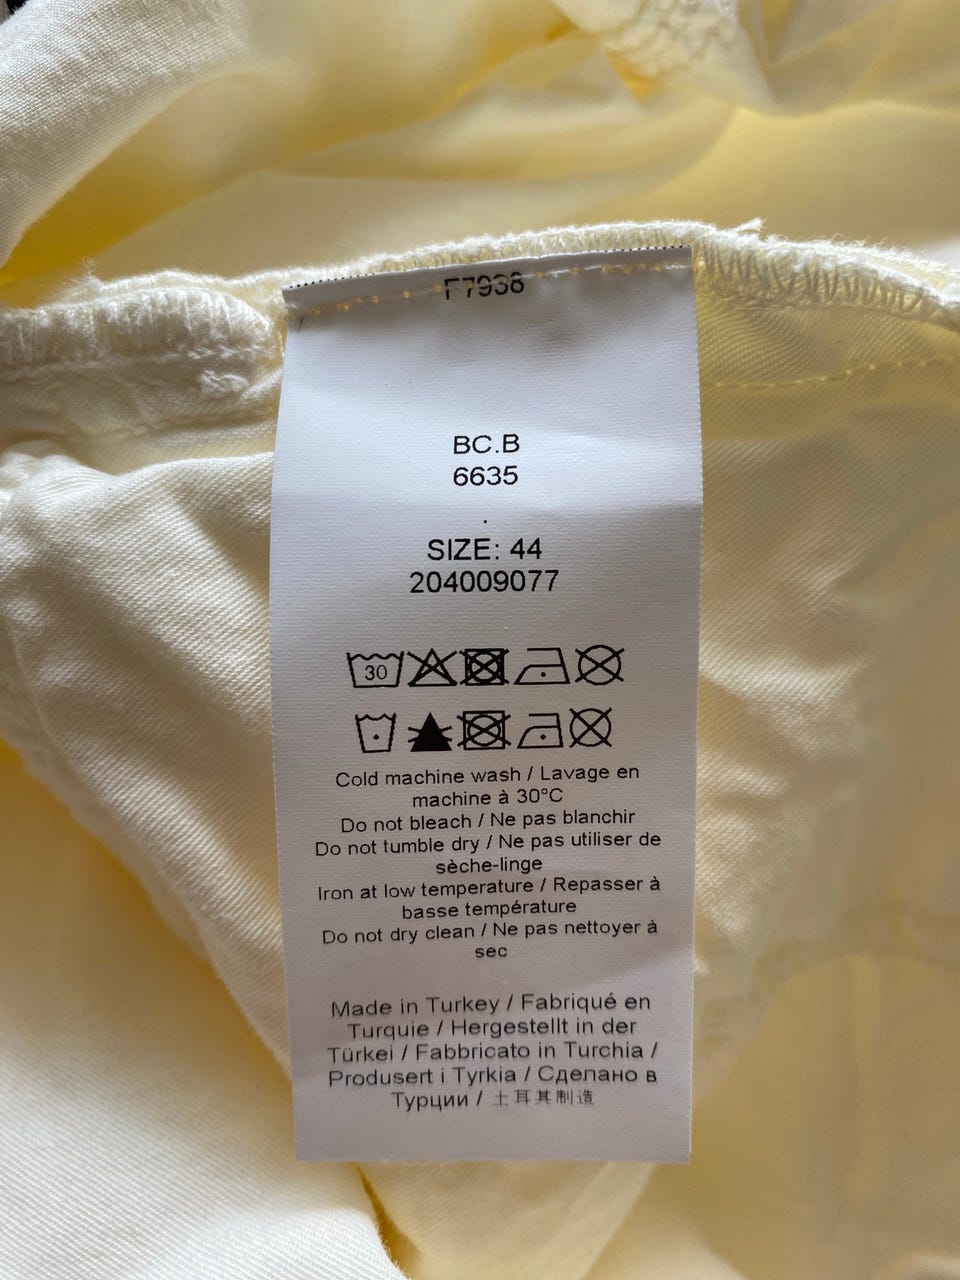 F7938
BC.B
6635
.
SIZE: 44
204009077
30
Cold machine wash / Lavage en
machine à 30°C
Do not bleach / Ne pas blanchir
Do not tumble dry / Ne pas utiliser de
sèche-linge
Iron at low temperature / Repasser à
basse température
Do not dry clean / Ne pas nettoyer à
sec
Made in Turkey / Fabriqué en
Turquie / Hergestellt in der
Türkei / Fabbricato in Turchia /
Produsert i Tyrkia / Сделано в
Турции / 土耳其制造